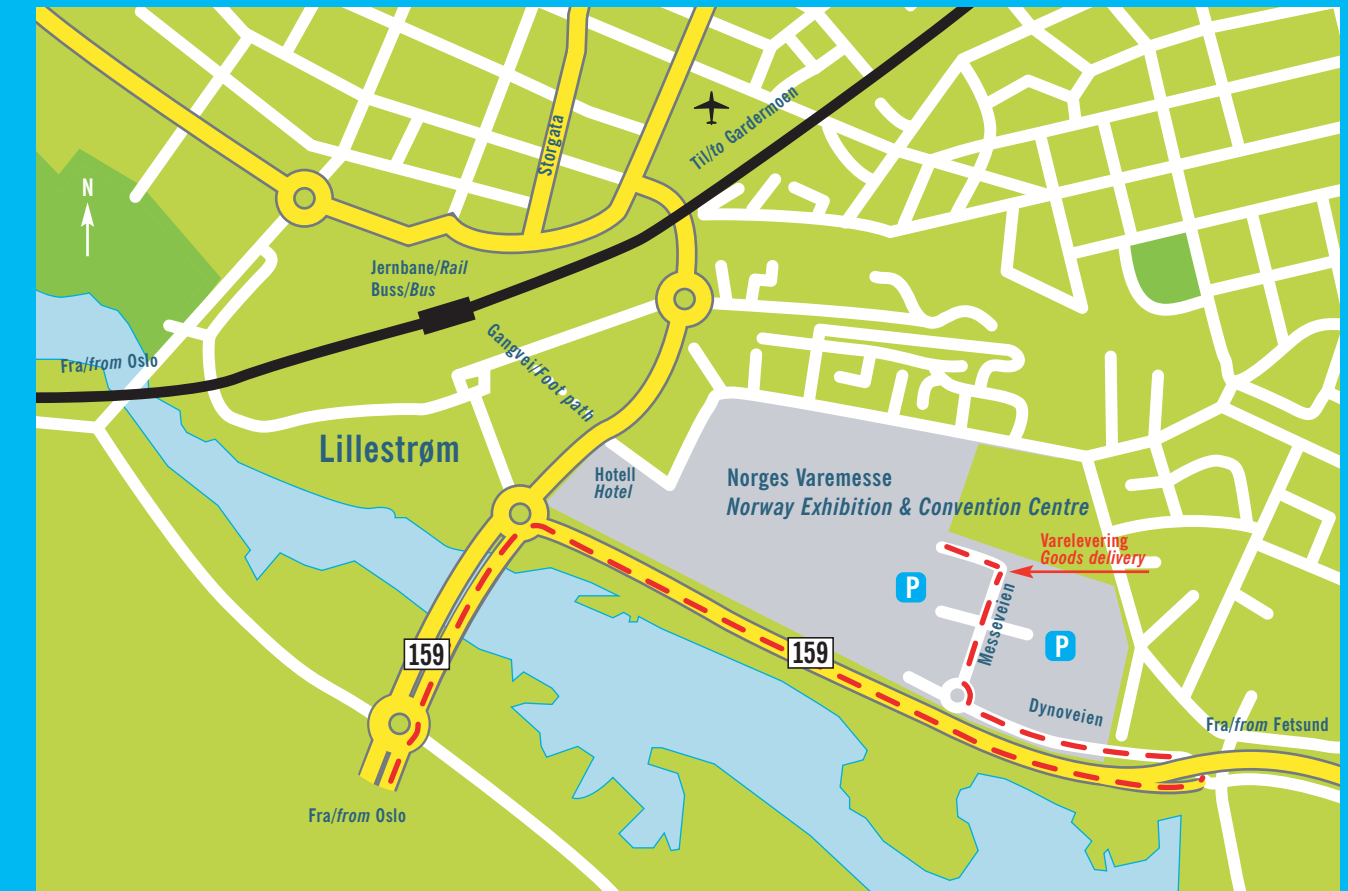 Storgata
Til/to Gardermoen
N
Jernbane/Rail
Buss/Bus
Gangvei/Foot path
Fra/from Oslo
Lillestrøm
Hotell
Hotel
Norges Varemesse
Norway Exhibition & Convention Centre
Varelevering
Goods delivery
P
Messeveien
P
159
159
Dynoveien
Fra/from Fetsund
Fra/from Oslo